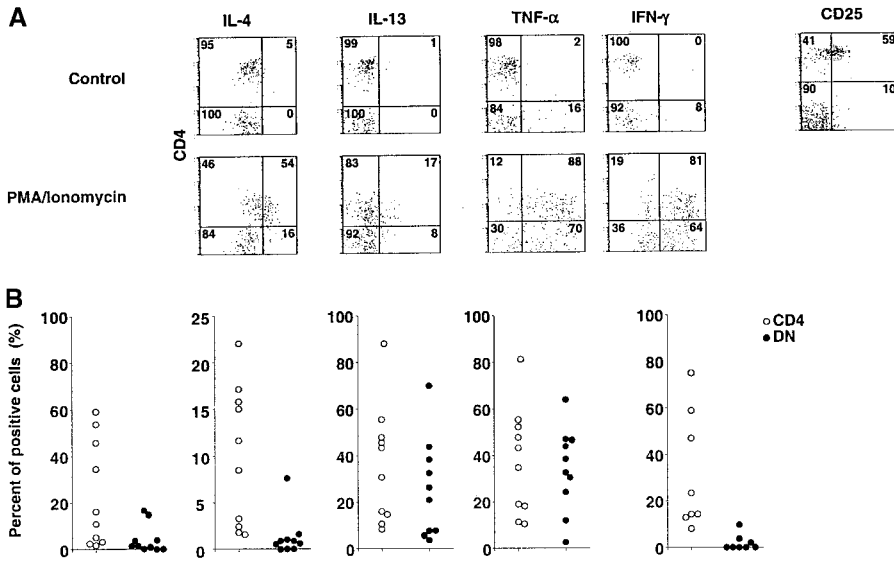 A
IL-4 IL-13 TNF-α IFN-γ CD25
Control
95 5 99 1 98 2 100 0 41 59
100 0 100 0 84 16 92 8 90 10
CD4
PMA/Ionomycin
46 54 83 17 12 88 19 81
84 16 92 8 30 70 36 64
B
Percent of positive cells (%)
100 25 100 100 100
80 20 80 80 80
60 15 60 60 60
40 10 40 40 40
20 5 20 20 20
0 0 0 0 0
CD4
DN